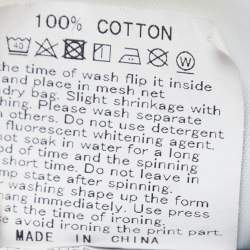 100% COTTON
40 W
the time of wash flip it inside
and place in mesh net
dry bag. Slight shrinkage with
hing. Please wash separate
others. Do not use detergent
fluorescent whitening agent.
not soak in water for a long
od of time and the spinning
short time. Do not leave in
mp state after spinning.
washing shape up the form
hang immediately. Use press
at the time of ironing.
e avoid ironing the print part.
MADE IN CHINA